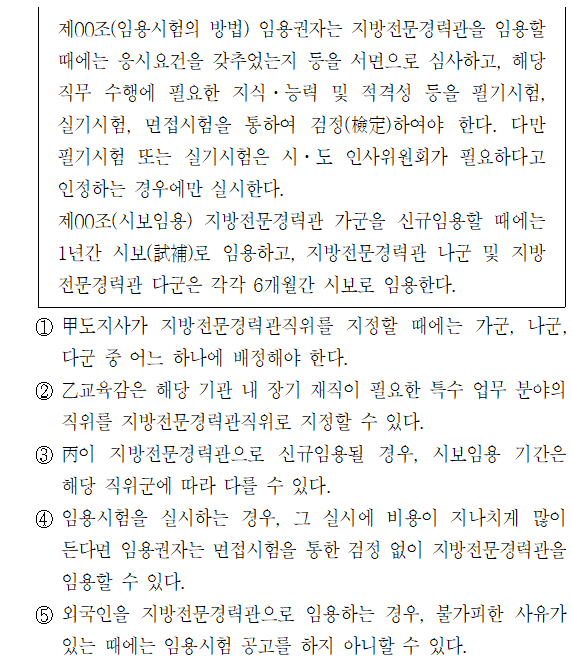 제00조(임용시험의 방법) 임용권자는 지방전문경력관을 임용할
때에는 응시요건을 갖추었는지 등을 서면으로 심사하고, 해당
직무 수행에 필요한 지식・능력 및 적격성 등을 필기시험,
실기시험, 면접시험을 통하여 검정(檢定)하여야 한다. 다만
필기시험 또는 실기시험은 시・도 인사위원회가 필요하다고
인정하는 경우에만 실시한다.
제00조(시보임용) 지방전문경력관 가군을 신규임용할 때에는
1년간 시보(試補)로 임용하고, 지방전문경력관 나군 및 지방
전문경력관 다군은 각각 6개월간 시보로 임용한다.
① 甲도지사가 지방전문경력관직위를 지정할 때에는 가군, 나군,
다군 중 어느 하나에 배정해야 한다.
② 乙교육감은 해당 기관 내 장기 재직이 필요한 특수 업무 분야의
직위를 지방전문경력관직위로 지정할 수 있다.
③ 丙이 지방전문경력관으로 신규임용될 경우, 시보임용 기간은
해당 직위군에 따라 다를 수 있다.
④ 임용시험을 실시하는 경우, 그 실시에 비용이 지나치게 많이
든다면 임용권자는 면접시험을 통한 검정 없이 지방전문경력관을
임용할 수 있다.
⑤ 외국인을 지방전문경력관으로 임용하는 경우, 불가피한 사유가
있는 때에는 임용시험 공고를 하지 아니할 수 있다.